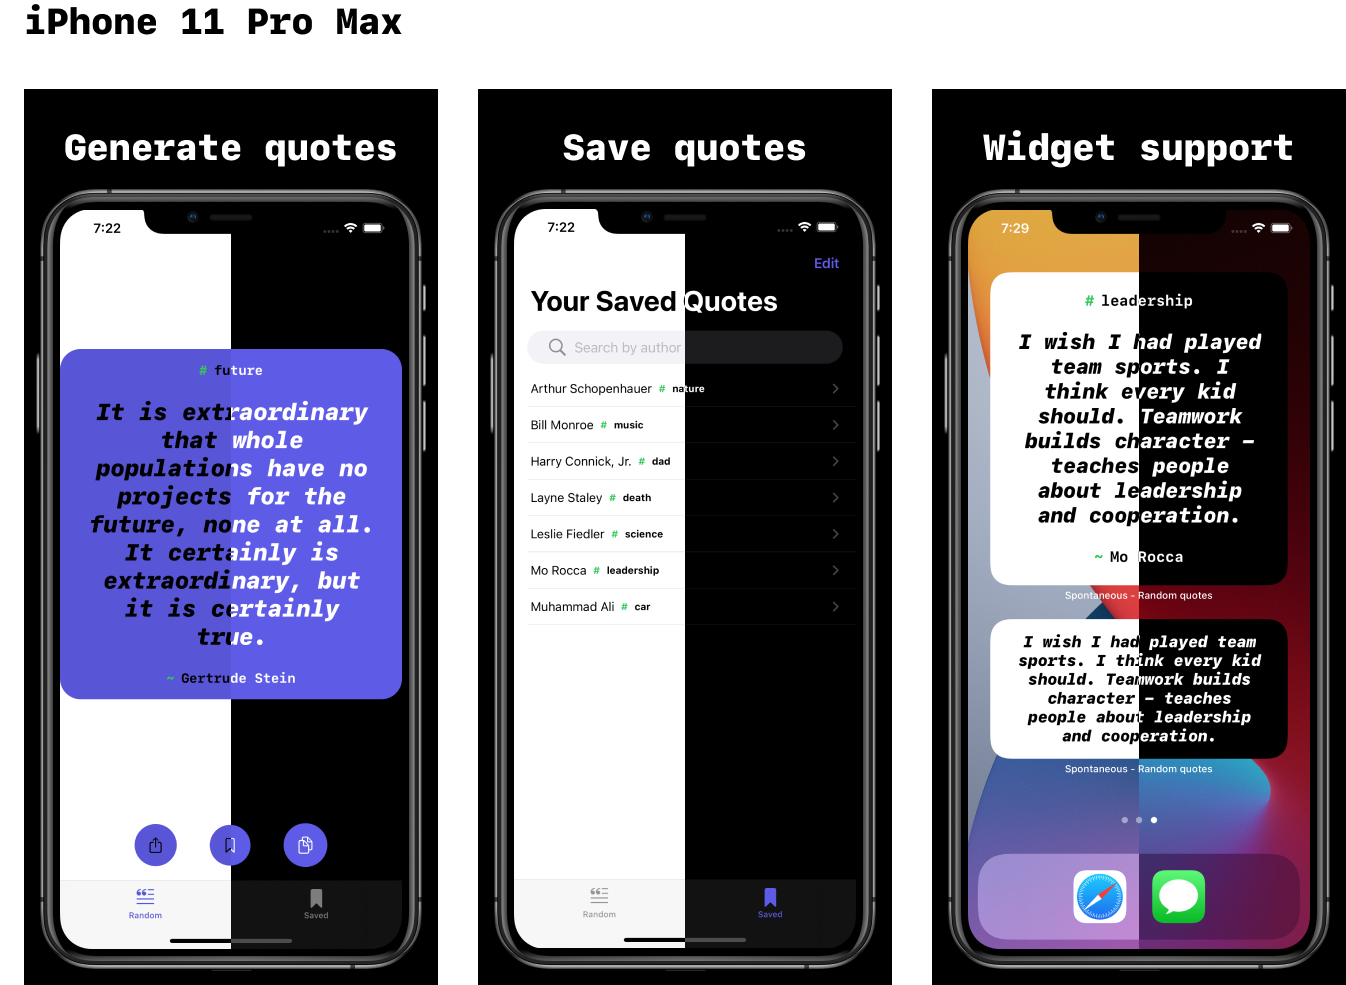 iPhone 11 Pro Max
Generate quotes
7:22
# future
It is extraordinary
that whole
populations have no
projects for the
future, none at all.
It certainly is
extraordinary, but
it is certainly
true.
~ Gertrude Stein
Random
Saved
Save quotes
7:22
Edit
Your Saved Quotes
Search by author
Arthur Schopenhauer # nature
Bill Monroe # music
Harry Connick, Jr. # dad
Layne Staley # death
Leslie Fiedler # science
Mo Rocca # leadership
Muhammad Ali # car
Random
Saved
Widget support
7:29
# leadership
I wish I had played
team sports. I
think every kid
should. Teamwork
builds character –
teaches people
about leadership
and cooperation.
~ Mo Rocca
Spontaneous - Random quotes
I wish I had played team
sports. I think every kid
should. Teamwork builds
character – teaches
people about leadership
and cooperation.
Spontaneous - Random quotes